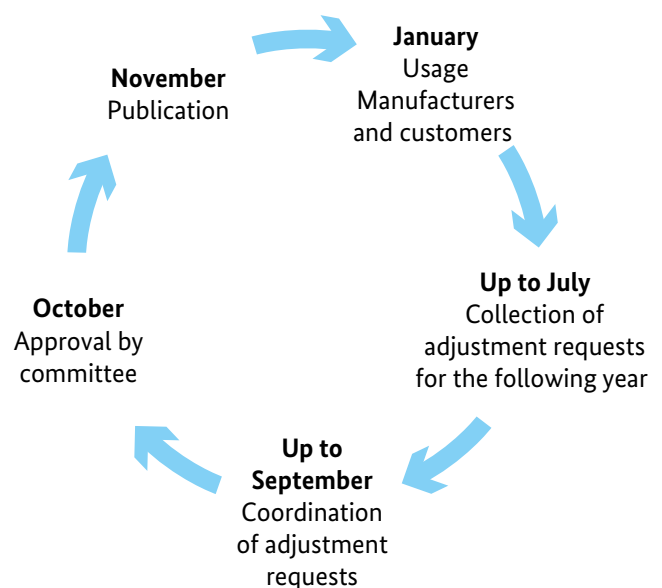 January
Usage
Manufacturers
and customers
Up to July
Collection of
adjustment requests
for the following year
Up to
September
Coordination
of adjustment
requests
October
Approval by
committee
November
Publication